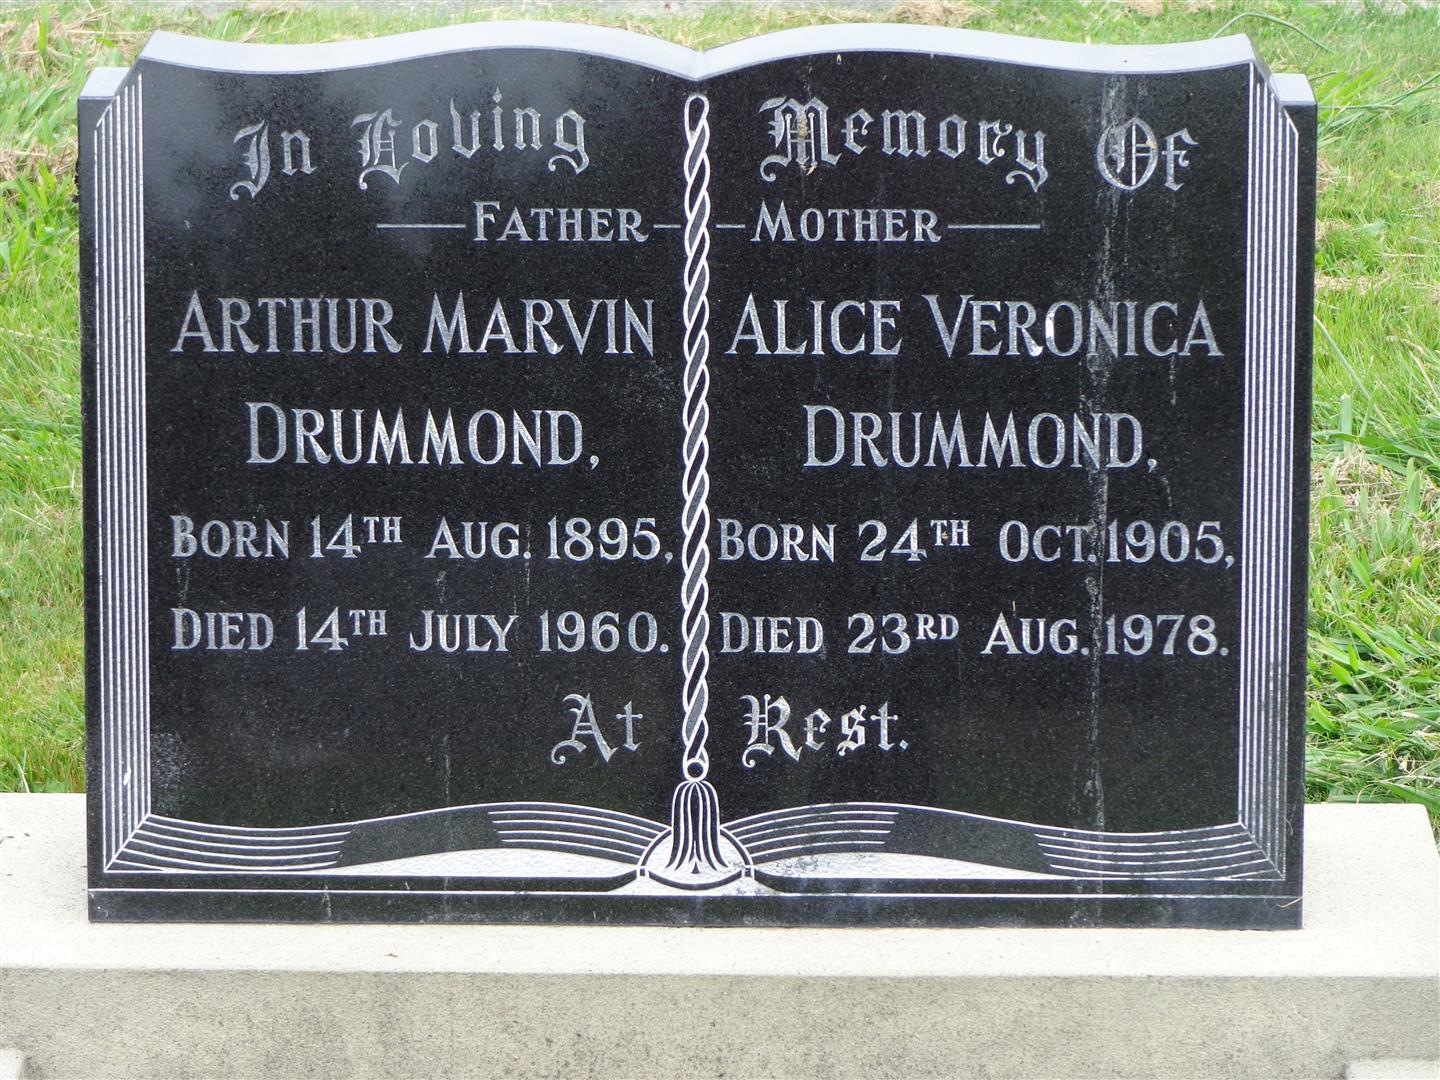 In Loving Memory Of
FATHER MOTHER
ARTHUR MARVIN
DRUMMOND,
BORN 14TH AUG. 1895,
DIED 14TH JULY 1960.
ALICE VERONICA
DRUMMOND,
BORN 24TH OCT. 1905,
DIED 23RD AUG. 1978.
At Rest.